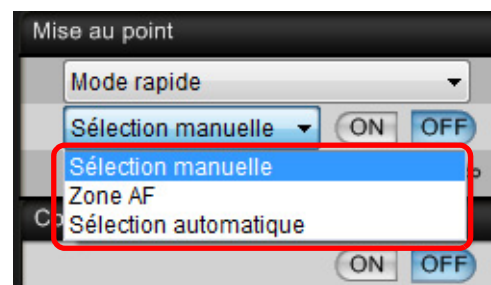 Mise au point
Mode rapide
Sélection manuelle ON OFF
Sélection manuelle
Zone AF
Sélection automatique
ON OFF